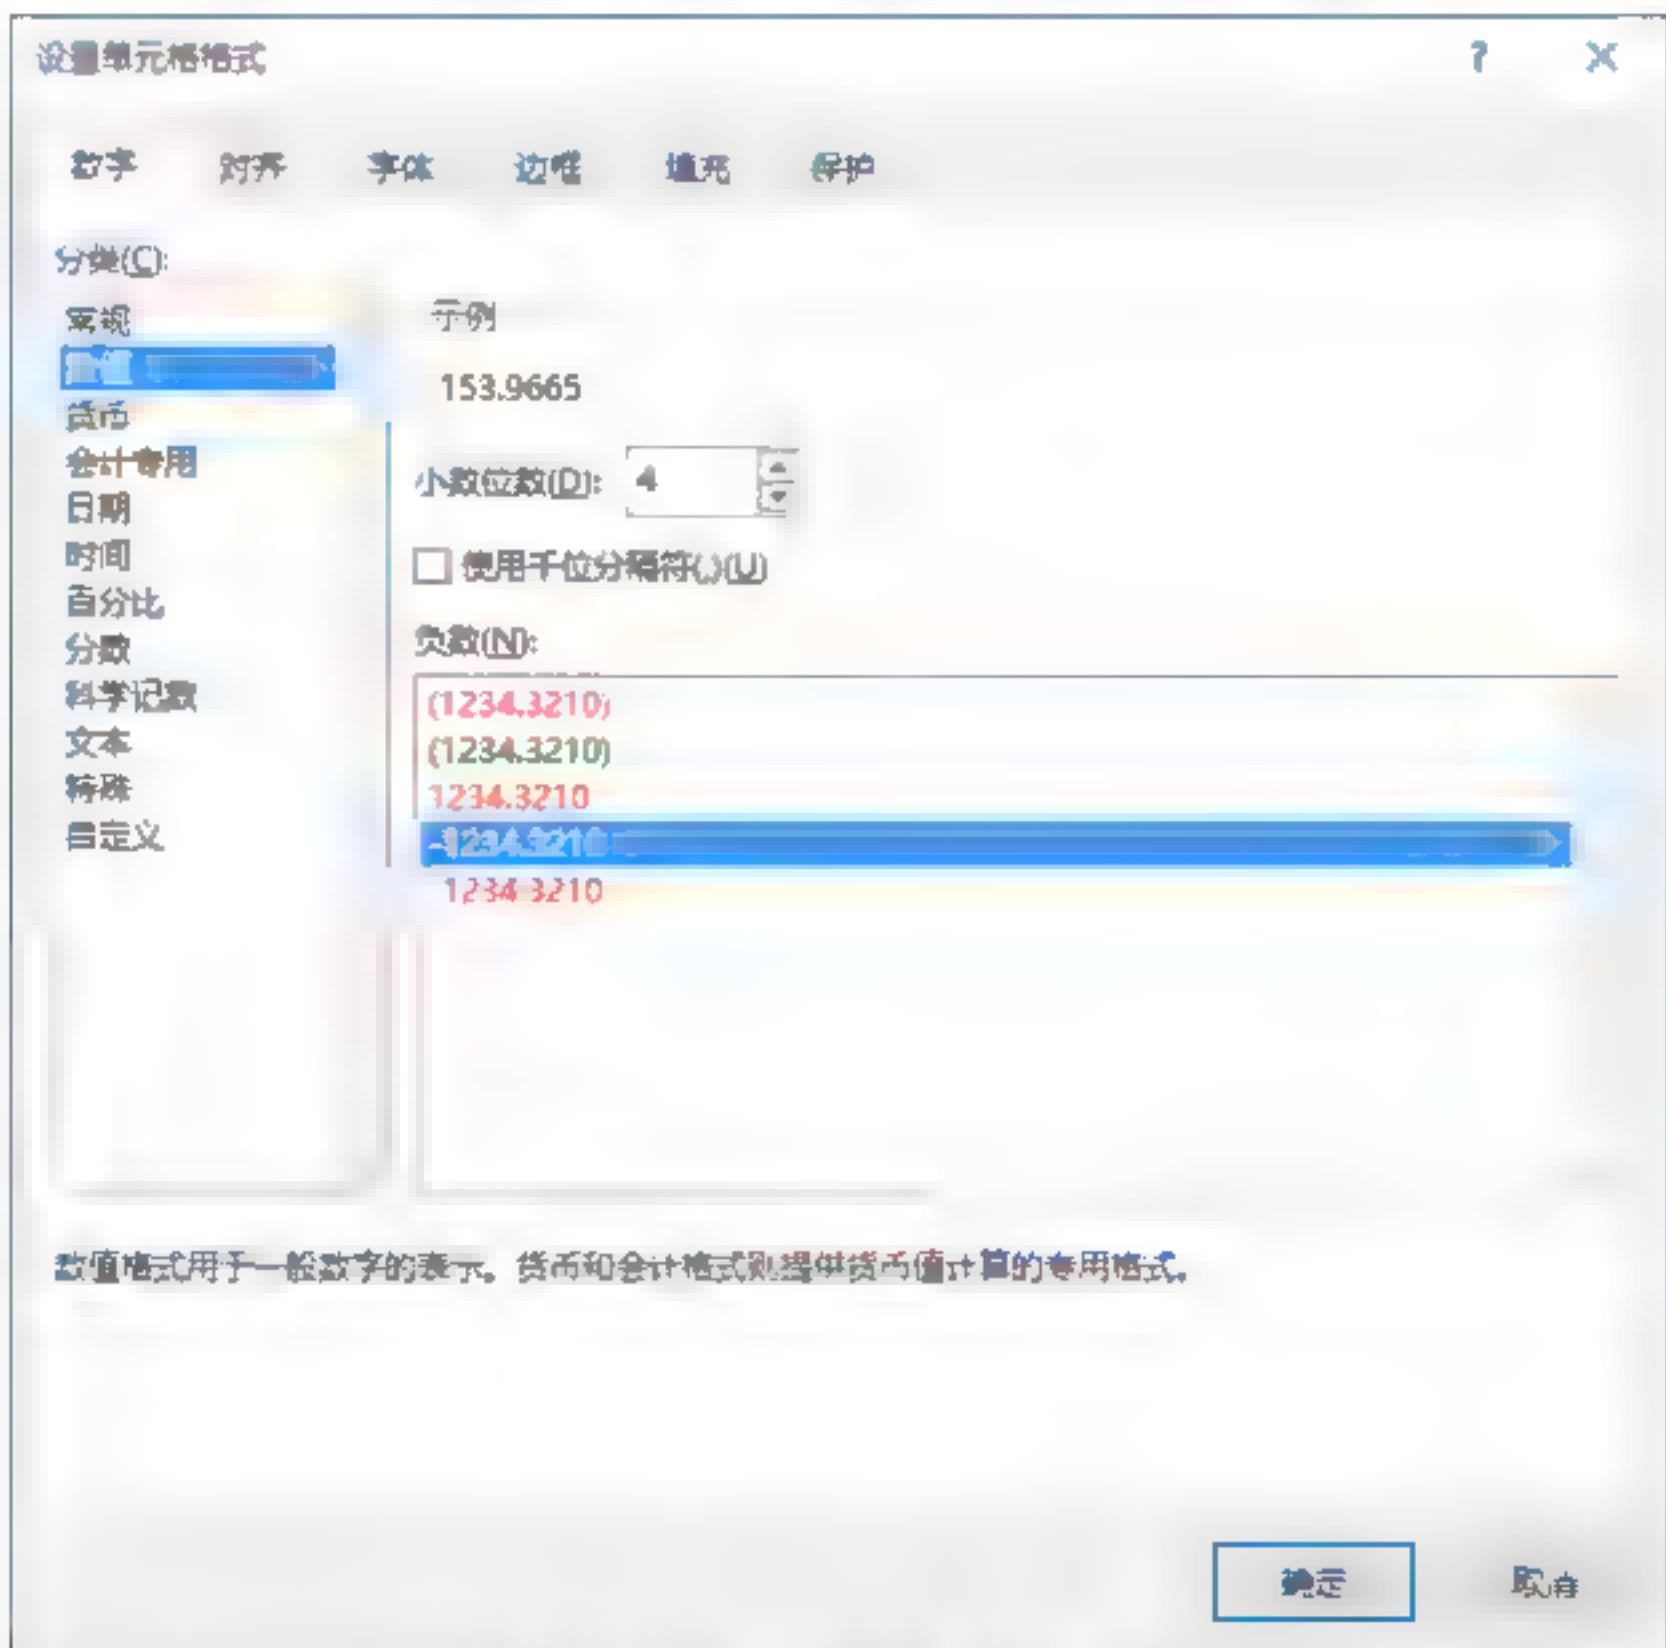 设置单元格格式 ? ×
数字 对齐 字体 边框 填充 保护
分类(C):
常规
数值
货币
会计专用
日期
时间
百分比
分数
科学记数
文本
特殊
自定义
示例
153.9665
小数位数(D): 4
使用千位分隔符(,)(U)
负数(N):
(1234.3210)
(1234.3210)
1234.3210
-1234.3210
1234.3210
数值格式用于一般数字的表示。货币和会计格式则提供货币值计算的专用格式。
确定 取消